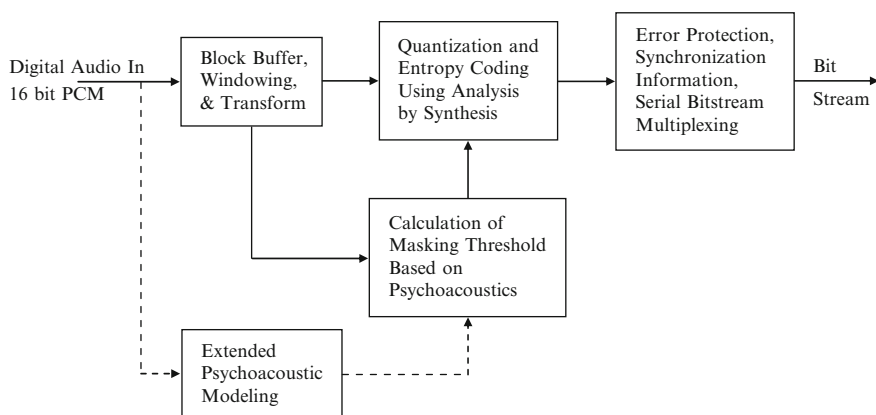 Digital Audio In
16 bit PCM
Block Buffer,
Windowing,
& Transform
Quantization and
Entropy Coding
Using Analysis
by Synthesis
Error Protection,
Synchronization
Information,
Serial Bitstream
Multiplexing
Bit
Stream
Calculation of
Masking Threshold
Based on
Psychoacoustics
Extended
Psychoacoustic
Modeling